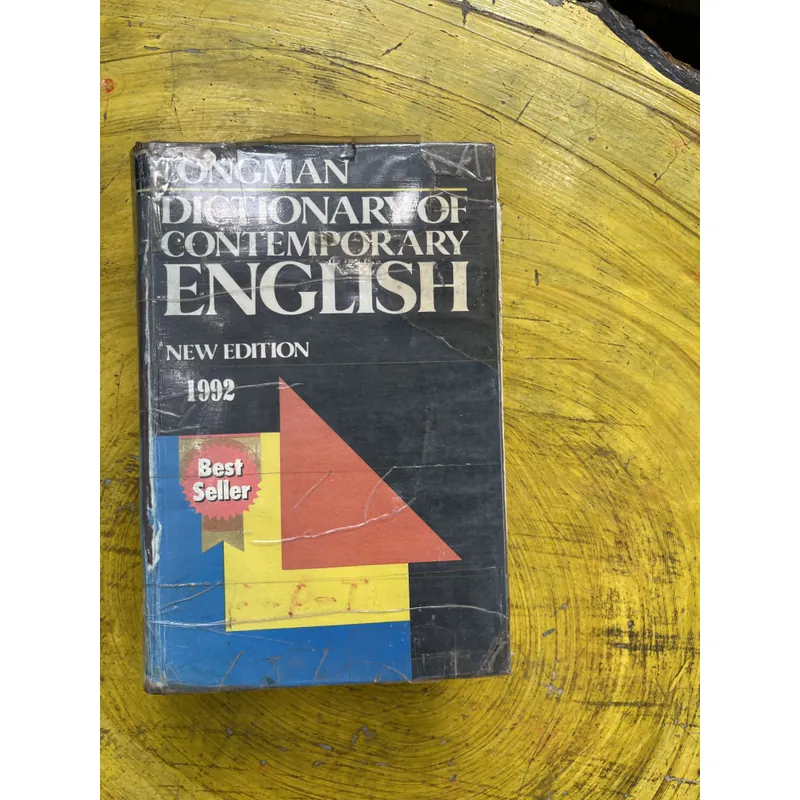 LONGMAN
DICTIONARY OF
CONTEMPORARY
ENGLISH
NEW EDITION
1992
Best
Seller